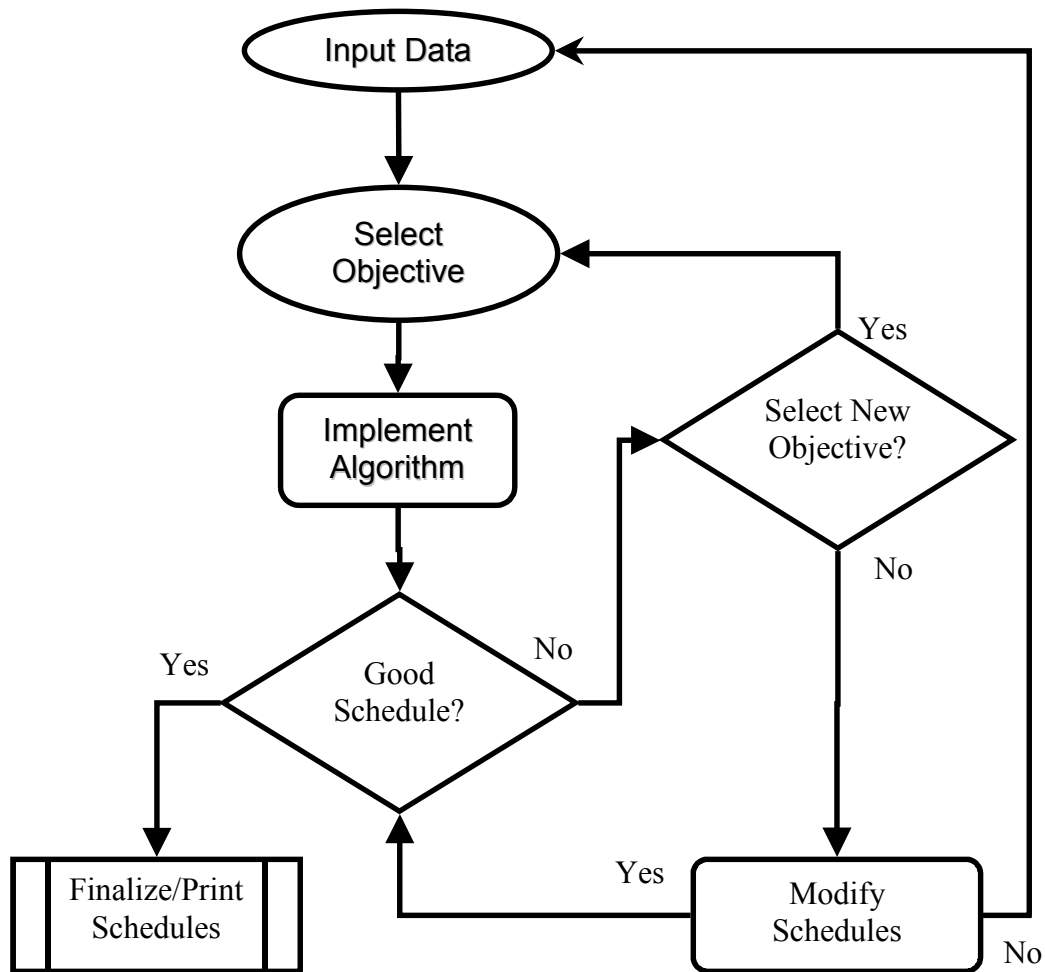 Input Data
Select
Objective
Yes
Select New
Objective?
Implement
Algorithm
No
Yes
No
Good
Schedule?
Yes
Finalize/Print
Schedules
Modify
Schedules
No